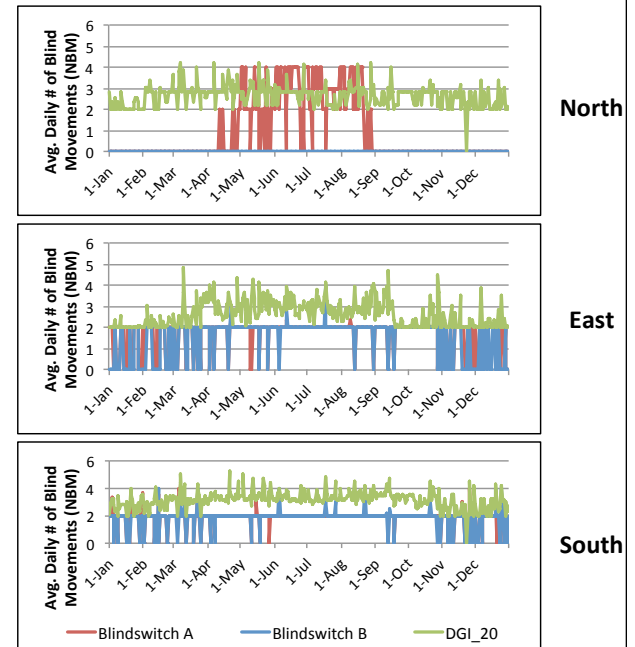 Avg. Daily # of Blind
Movements (NBM)
6
5
4
3
2
1
0
1-Jan
1-Feb
1-Mar
1-Apr
1-May
1-Jun
1-Jul
1-Aug
1-Sep
1-Oct
1-Nov
1-Dec
North
Avg. Daily # of Blind
Movements (NBM)
6
5
4
3
2
1
0
1-Jan
1-Feb
1-Mar
1-Apr
1-May
1-Jun
1-Jul
1-Aug
1-Sep
1-Oct
1-Nov
1-Dec
East
Avg. Daily # of Blind
Movements (NBM)
6
4
2
0
1-Jan
1-Feb
1-Mar
1-Apr
1-May
1-Jun
1-Jul
1-Aug
1-Sep
1-Oct
1-Nov
1-Dec
South
Blindswitch A
Blindswitch B
DGI_20